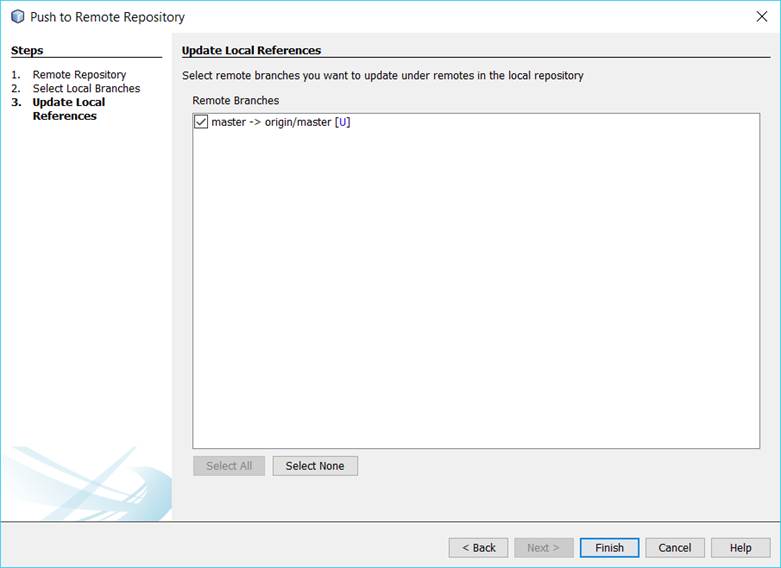 Push to Remote Repository
Steps
1. Remote Repository
2. Select Local Branches
3. Update Local
References
Update Local References
Select remote branches you want to update under remotes in the local repository
Remote Branches
master -> origin/master [U]
Select All
Select None
< Back
Next >
Finish
Cancel
Help